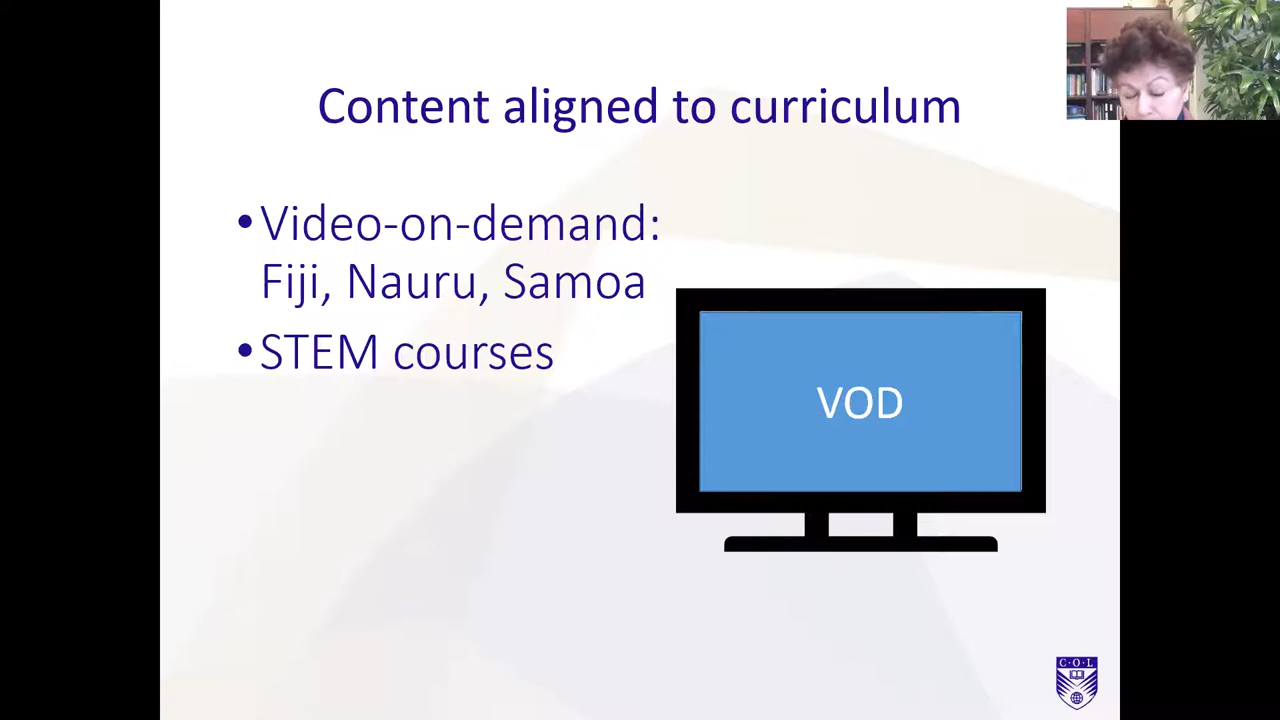 Content aligned to curriculum
•Video-on-demand:
Fiji, Nauru, Samoa
•STEM courses
VOD
C·O·L